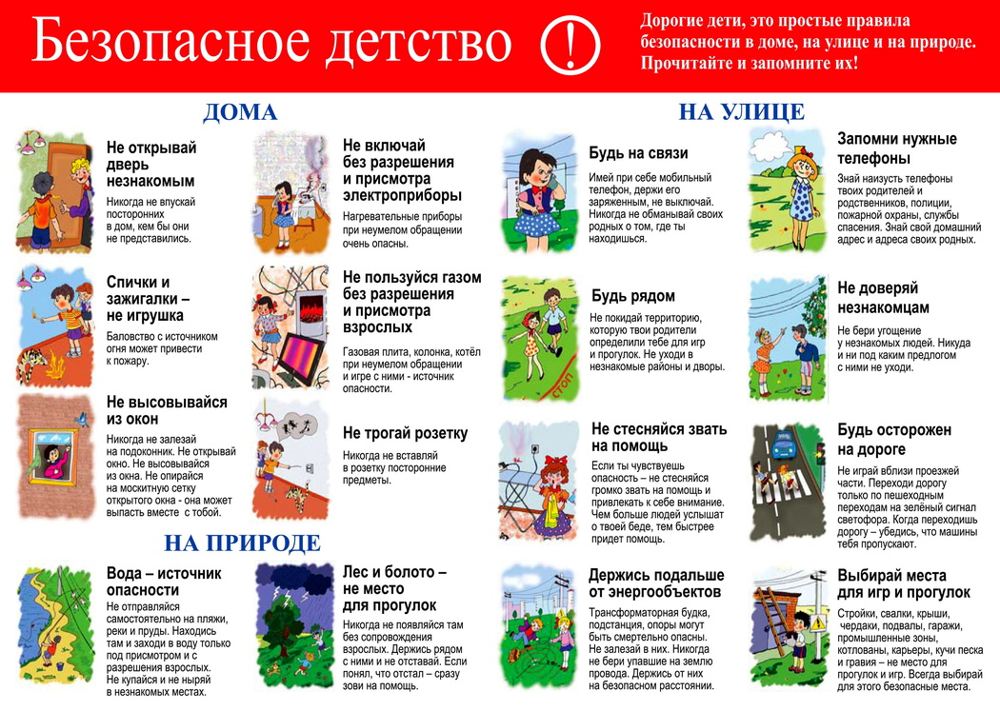 Безопасное детство
!
Дорогие дети, это простые правила
безопасности в доме, на улице и на природе.
Прочитайте и запомните их!
ДОМА
Не открывай
дверь
незнакомым
Никогда не впускай
посторонних
в дом, кем бы они
не представились.
Не включай
без разрешения
и присмотра
электроприборы
Нагревательные приборы
при неумелом обращении
очень опасны.
Спички и
зажигалки –
не игрушка
Баловство с источником
огня может привести
к пожару.
Не пользуйся газом
без разрешения
и присмотра
взрослых
Газовая плита, колонка, котёл
при неумелом обращении
и игре с ними - источник
опасности.
Не высовывайся
из окон
Никогда не залезай
на подоконник. Не открывай
окно. Не высовывайся
из окна. Не опирайся
на москитную сетку
открытого окна - она может
выпасть вместе с тобой.
Не трогай розетку
Никогда не вставляй
в розетку посторонние
предметы.
НА ПРИРОДЕ
Вода – источник
опасности
Не отправляйся
самостоятельно на пляжи,
реки и пруды. Находись
там и заходи в воду только
под присмотром и с
разрешения взрослых.
Не купайся и не ныряй
в незнакомых местах.
Лес и болото –
не место
для прогулок
Никогда не появляйся там
без сопровождения
взрослых. Держись рядом
с ними и не отставай. Если
понял, что отстал – сразу
зови на помощь.
НА УЛИЦЕ
Будь на связи
Имей при себе мобильный
телефон, держи его
заряженным, не выключай.
Никогда не обманывай своих
родных о том, где ты
находишься.
Запомни нужные
телефоны
Знай наизусть телефоны
твоих родителей и
родственников, полиции,
пожарной охраны, службы
спасения. Знай свой домашний
адрес и адреса своих родных.
Будь рядом
Не покидай территорию,
которую твои родители
определили тебе для игр
и прогулок. Не уходи в
незнакомые районы и дворы.
СТОП
Не доверяй
незнакомцам
Не бери угощение
у незнакомых людей. Никуда
и ни под каким предлогом
с ними не уходи.
Не стесняйся звать
на помощь
Если ты чувствуешь
опасность – не стесняйся
громко звать на помощь и
привлекать к себе внимание.
Чем больше людей услышат
о твоей беде, тем быстрее
придет помощь.
Будь осторожен
на дороге
Не играй вблизи проезжей
части. Переходи дорогу
только по пешеходным
переходам на зелёный сигнал
светофора. Когда переходишь
дорогу – убедись, что машины
тебя пропускают.
Держись подальше
от энергообъектов
Трансформаторная будка,
подстанция, опоры могут
быть смертельно опасны.
Не залезай в них. Никогда
не бери упавшие на землю
провода. Держись от них
на безопасном расстоянии.
Выбирай места
для игр и прогулок
Стройки, свалки, крыши,
чердаки, подвалы, гаражи,
промышленные зоны,
котлованы, карьеры, кучи песка
и гравия – не место для
прогулок и игр. Всегда выбирай
для этого безопасные места.